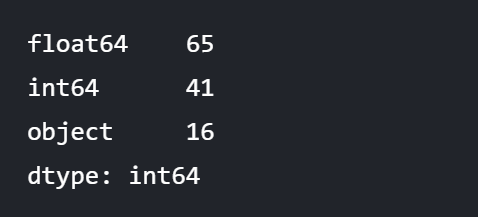 float64 65
int64 41
object 16
dtype: int64